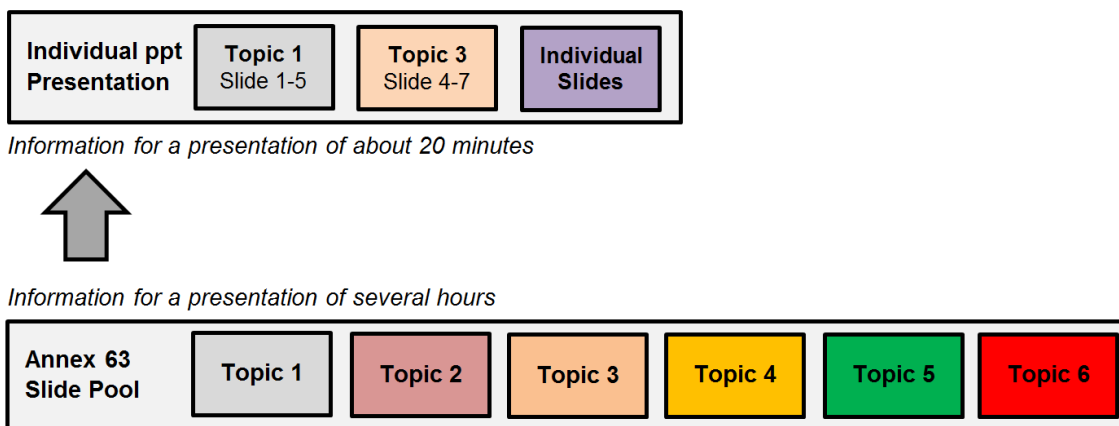 Individual ppt
Presentation
Topic 1
Slide 1-5
Topic 3
Slide 4-7
Individual
Slides
Information for a presentation of about 20 minutes
Information for a presentation of several hours
Annex 63
Slide Pool
Topic 1
Topic 2
Topic 3
Topic 4
Topic 5
Topic 6